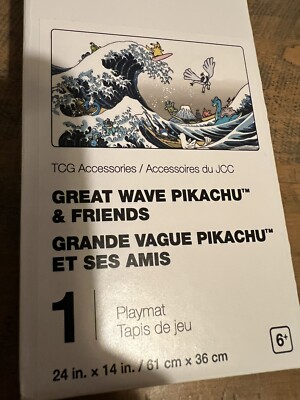 TCG Accessories / Accessoires du JCC
GREAT WAVE PIKACHU™
& FRIENDS
GRANDE VAGUE PIKACHU™
ET SES AMIS
1
Playmat
Tapis de jeu
24 in. x 14 in. / 61 cm x 36 cm
6+